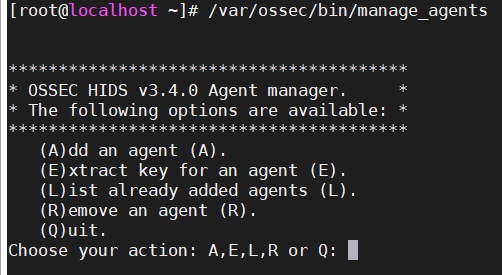 [root@localhost ~]# /var/ossec/bin/manage_agents
****************************************
* OSSEC HIDS v3.4.0 Agent manager.     *
* The following options are available: *
****************************************
   (A)dd an agent (A).
   (E)xtract key for an agent (E).
   (L)ist already added agents (L).
   (R)emove an agent (R).
   (Q)uit.
Choose your action: A,E,L,R or Q: